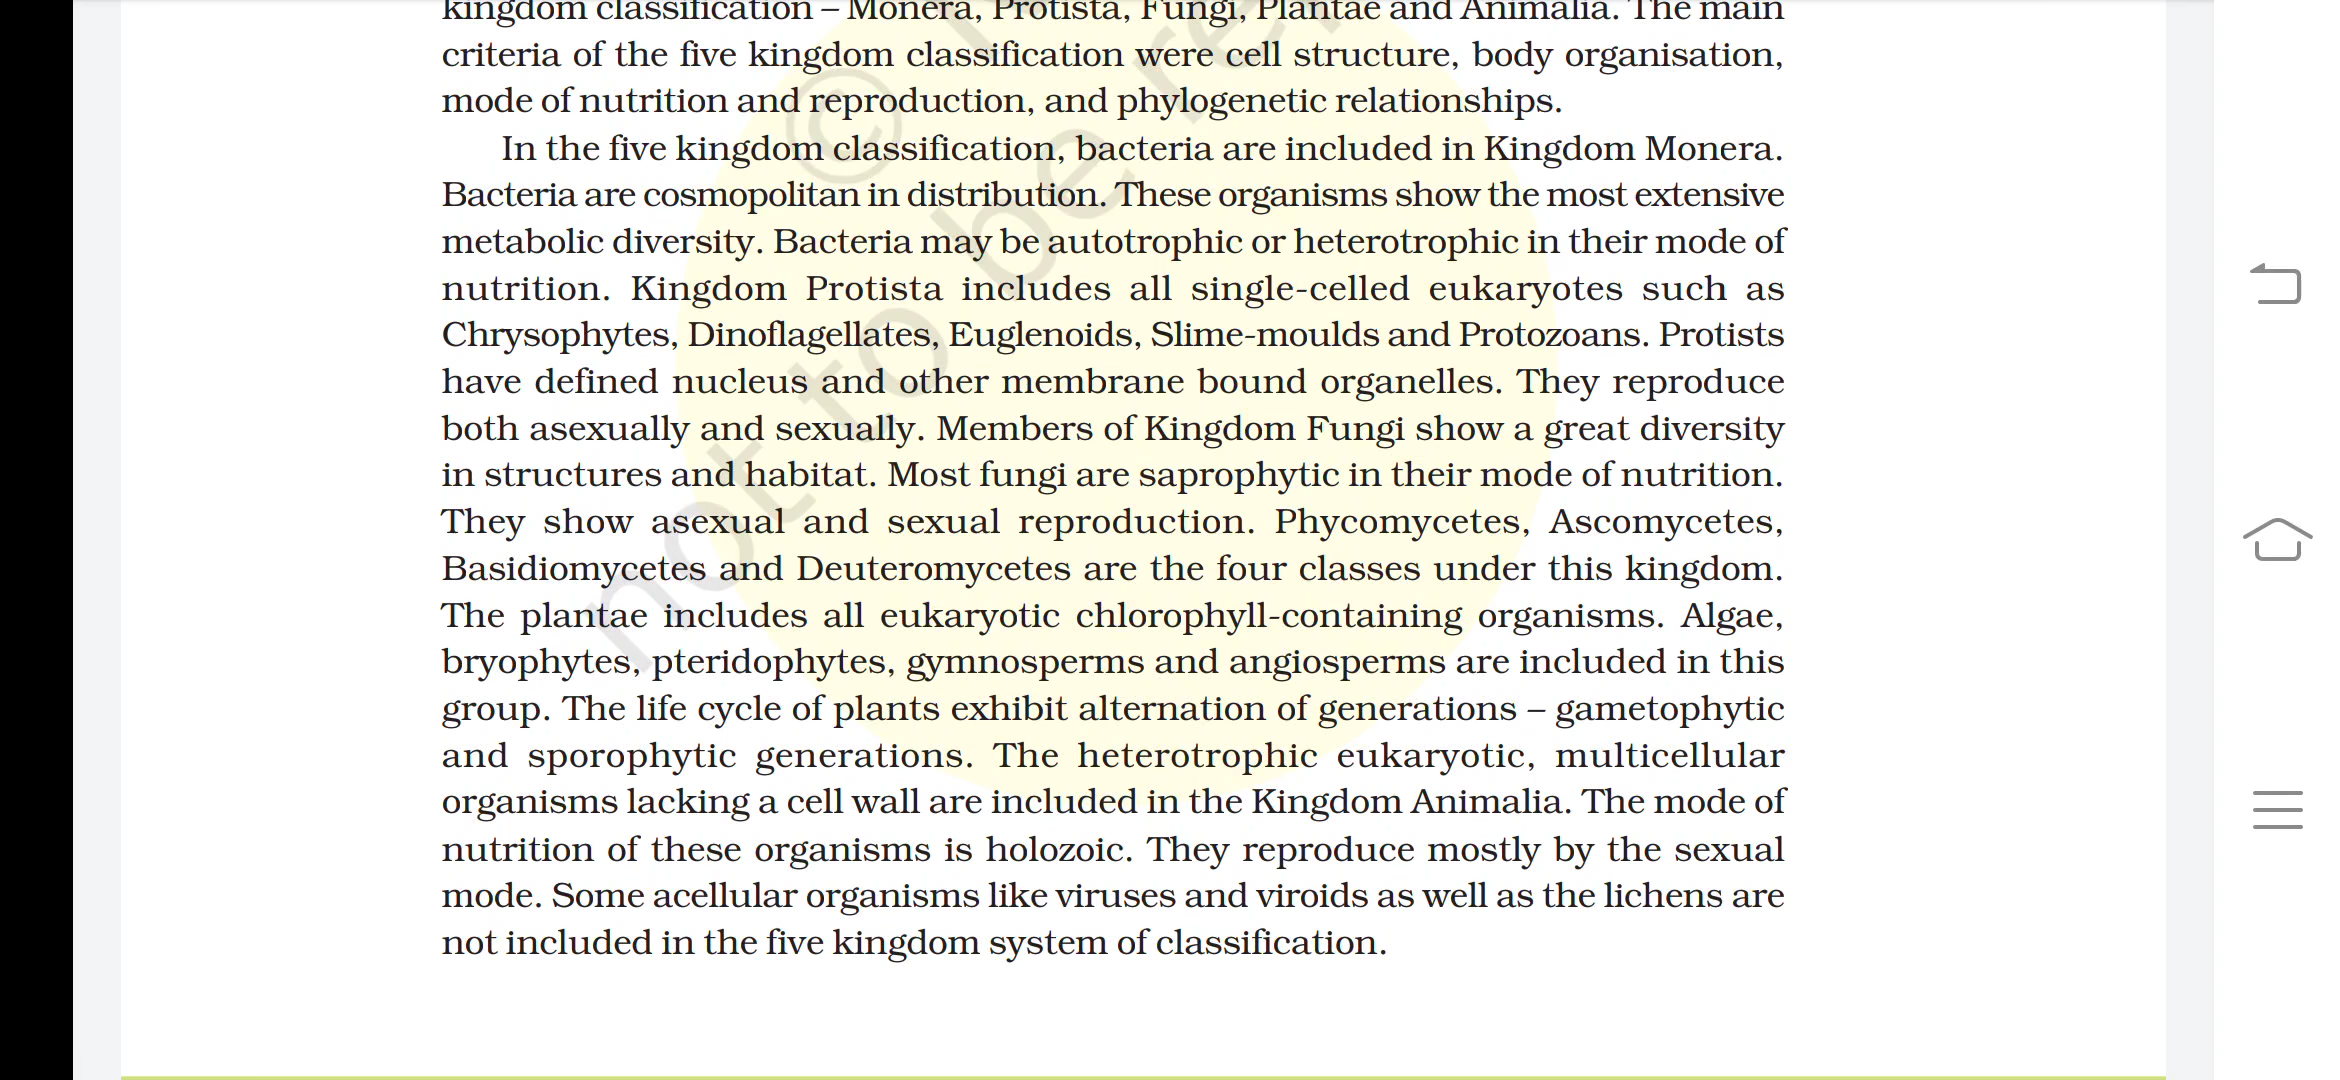 kingdom classification – Monera, Protista, Fungi, Plantae and Animalia. The main
criteria of the five kingdom classification were cell structure, body organisation,
mode of nutrition and reproduction, and phylogenetic relationships.
In the five kingdom classification, bacteria are included in Kingdom Monera.
Bacteria are cosmopolitan in distribution. These organisms show the most extensive
metabolic diversity. Bacteria may be autotrophic or heterotrophic in their mode of
nutrition. Kingdom Protista includes all single-celled eukaryotes such as
Chrysophytes, Dinoflagellates, Euglenoids, Slime-moulds and Protozoans. Protists
have defined nucleus and other membrane bound organelles. They reproduce
both asexually and sexually. Members of Kingdom Fungi show a great diversity
in structures and habitat. Most fungi are saprophytic in their mode of nutrition.
They show asexual and sexual reproduction. Phycomycetes, Ascomycetes,
Basidiomycetes and Deuteromycetes are the four classes under this kingdom.
The plantae includes all eukaryotic chlorophyll-containing organisms. Algae,
bryophytes, pteridophytes, gymnosperms and angiosperms are included in this
group. The life cycle of plants exhibit alternation of generations – gametophytic
and sporophytic generations. The heterotrophic eukaryotic, multicellular
organisms lacking a cell wall are included in the Kingdom Animalia. The mode of
nutrition of these organisms is holozoic. They reproduce mostly by the sexual
mode. Some acellular organisms like viruses and viroids as well as the lichens are
not included in the five kingdom system of classification.
©
not to be